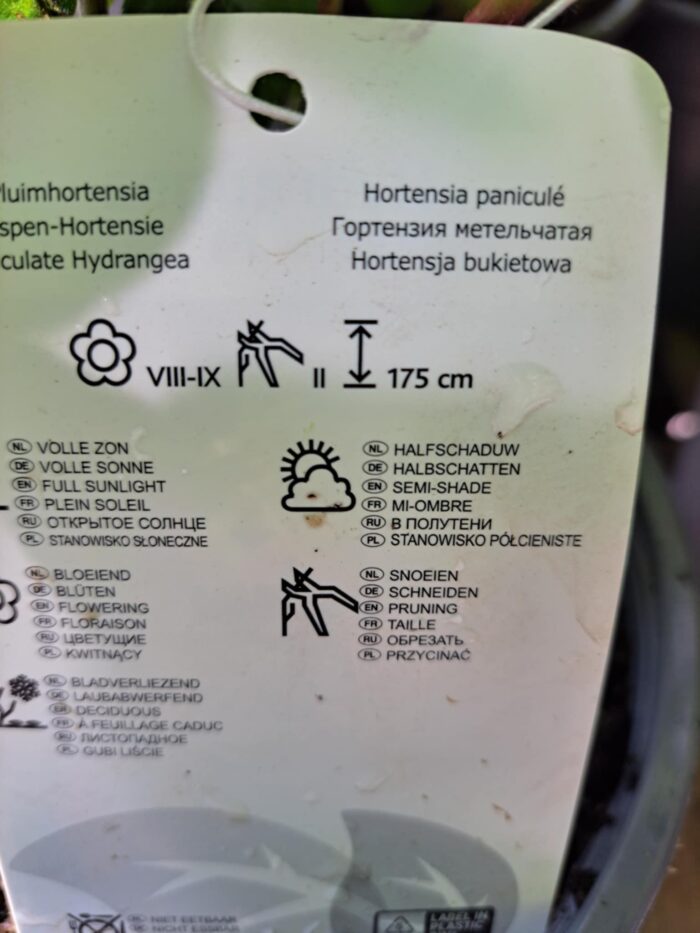 luimhortensia
spen-Hortensie
culate Hydrangea
Hortensia paniculé
Гортензия метельчатая
Hortensja bukietowa
VIII-IX II 175 cm
NL VOLLE ZON
DE VOLLE SONNE
EN FULL SUNLIGHT
FR PLEIN SOLEIL
RU ОТКРЫТОЕ СОЛНЦЕ
PL STANOWISKO SŁONECZNE
NL HALFSCHADUW
DE HALBSCHATTEN
EN SEMI-SHADE
FR MI-OMBRE
RU В ПОЛУТЕНИ
PL STANOWISKO PÓŁCIENISTE
NL BLOEIEND
DE BLÜTEN
EN FLOWERING
FR FLORAISON
RU ЦВЕТУЩИЕ
PL KWITNĄCY
NL SNOEIEN
DE SCHNEIDEN
EN PRUNING
FR TAILLE
RU ОБРЕЗАТЬ
PL PRZYCINAĆ
NL BLADVERLIEZEND
DE LAUBABWERFEND
EN DECIDUOUS
FR À FEUILLAGE CADUC
RU ЛИСТОПАДНОЕ
PL GUBI LIŚCIE
NL NIET EETBAAR
DE NICHT ESSBAR
LABEL IN
PLASTIC